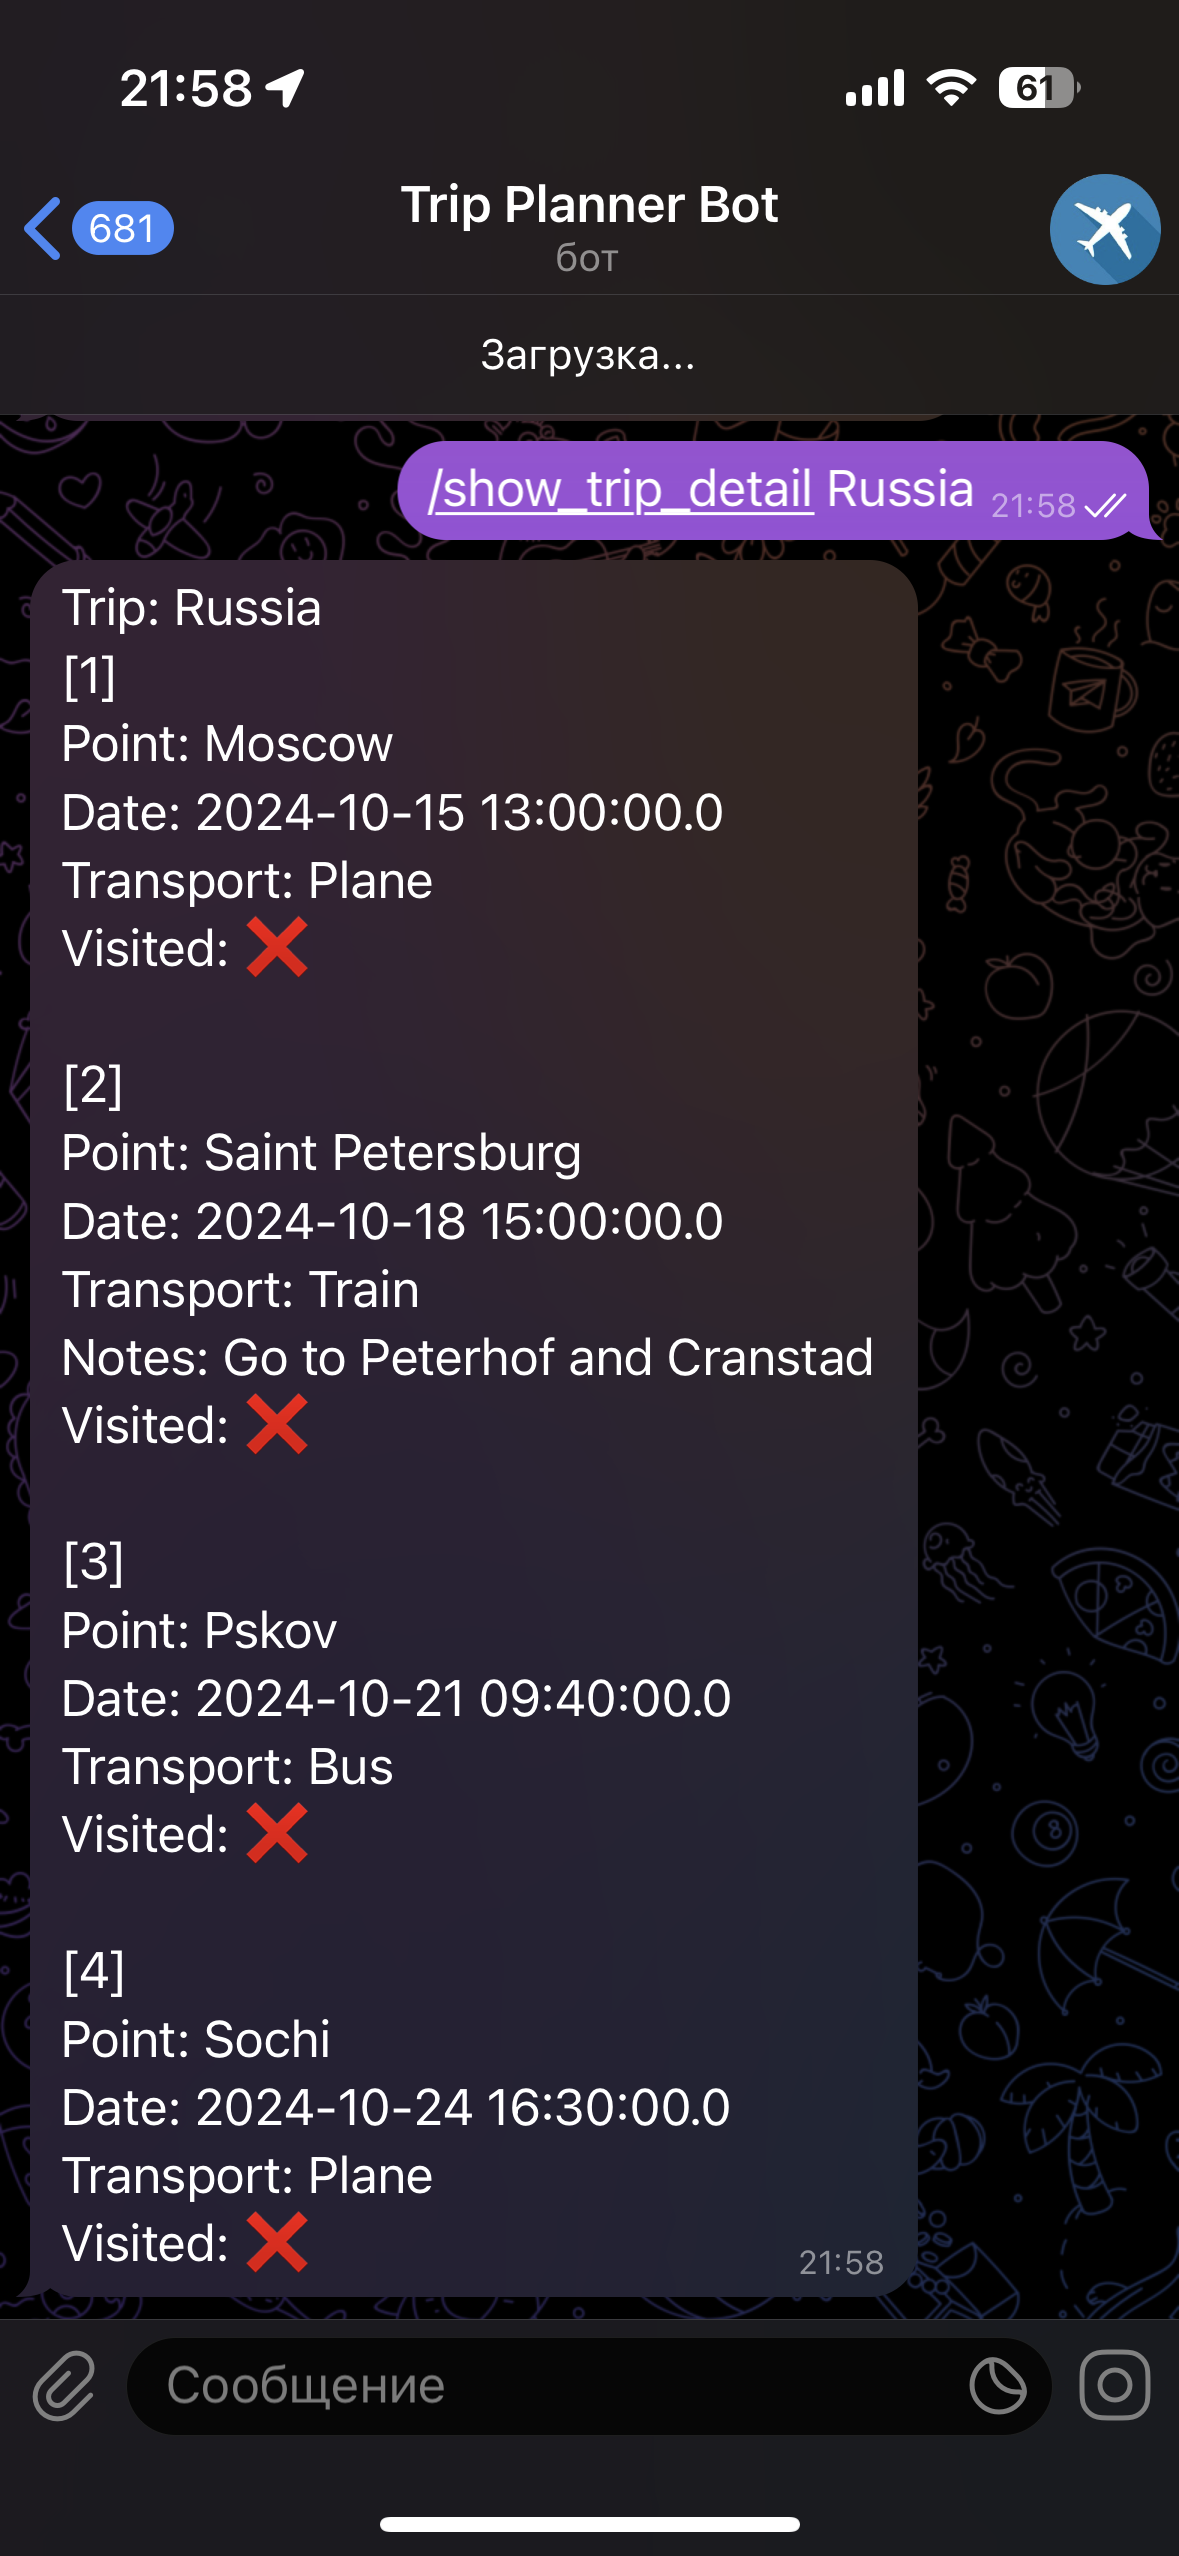 21:58
61
681
Trip Planner Bot
бот
Загрузка...
/show_trip_detail Russia 21:58
Trip: Russia
[1]
Point: Moscow
Date: 2024-10-15 13:00:00.0
Transport: Plane
Visited: ❌
[2]
Point: Saint Petersburg
Date: 2024-10-18 15:00:00.0
Transport: Train
Notes: Go to Peterhof and Cranstad
Visited: ❌
[3]
Point: Pskov
Date: 2024-10-21 09:40:00.0
Transport: Bus
Visited: ❌
[4]
Point: Sochi
Date: 2024-10-24 16:30:00.0
Transport: Plane
Visited: ❌
21:58
Сообщение